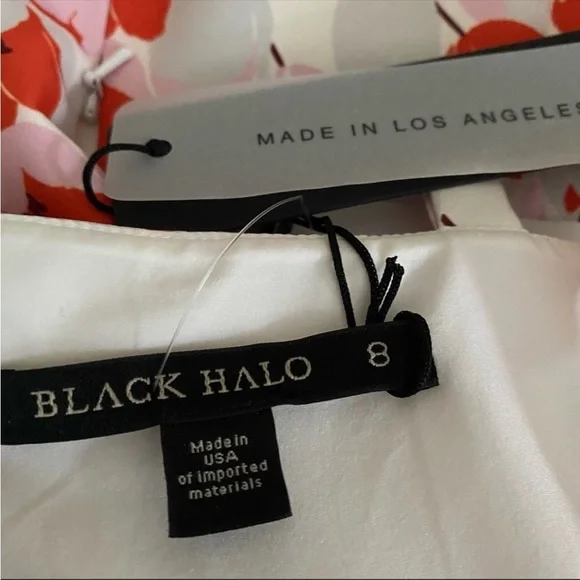 MADE IN LOS ANGELES
BLACK HALO 8
Made in
USA
of imported
materials